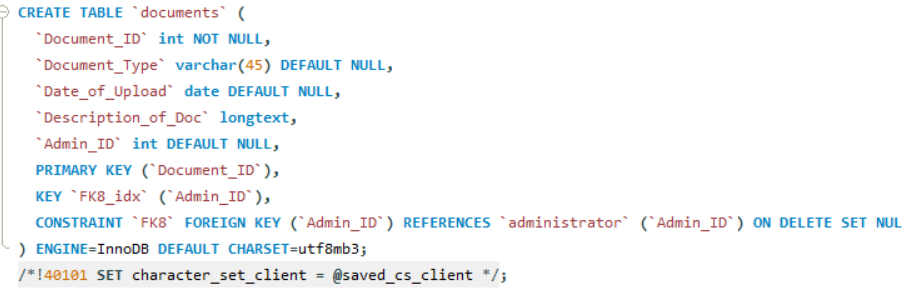 CREATE TABLE `documents` (
`Document_ID` int NOT NULL,
`Document_Type` varchar(45) DEFAULT NULL,
`Date_of_Upload` date DEFAULT NULL,
`Description_of_Doc` longtext,
`Admin_ID` int DEFAULT NULL,
PRIMARY KEY (`Document_ID`),
KEY `FK8_idx` (`Admin_ID`),
CONSTRAINT `FK8` FOREIGN KEY (`Admin_ID`) REFERENCES `administrator` (`Admin_ID`) ON DELETE SET NUL
) ENGINE=InnoDB DEFAULT CHARSET=utf8mb3;
/*!40101 SET character_set_client = @saved_cs_client */;